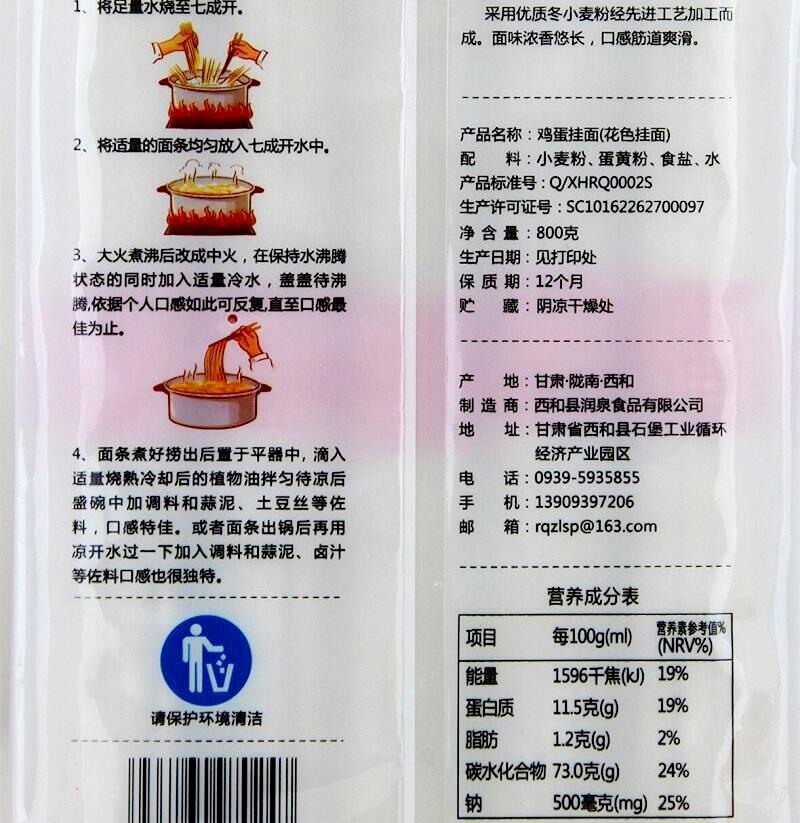 1、将足量水烧至七成开。
2、将适量的面条均匀放入七成开水中。
3、大火煮沸后改成中火，在保持水沸腾
状态的同时加入适量冷水，盖盖待沸
腾,依据个人口感如此可反复,直至口感最
佳为止。
4、面条煮好捞出后置于平器中，滴入
适量烧熟冷却后的植物油拌匀待凉后
盛碗中加调料和蒜泥、土豆丝等佐
料，口感特佳。或者面条出锅后再用
凉开水过一下加入调料和蒜泥、卤汁
等佐料口感也很独特。
请保护环境清洁
采用优质冬小麦粉经先进工艺加工而
成。面味浓香悠长，口感筋道爽滑。
产品名称：鸡蛋挂面(花色挂面)
配 料：小麦粉、蛋黄粉、食盐、水
产品标准号：Q/XHRQ0002S
生产许可证号：SC10162262700097
净含量：800克
生产日期：见打印处
保质期：12个月
贮 藏：阴凉干燥处
产 地：甘肃·陇南·西和
制造商：西和县润泉食品有限公司
地 址：甘肃省西和县石堡工业循环
经济产业园区
电 话：0939-5935855
手 机：13909397206
邮 箱：rqzlsp@163.com
营养成分表
项目 每100g(ml) 营养素参考值%(NRV%)
能量 1596千焦(kJ) 19%
蛋白质 11.5克(g) 19%
脂肪 1.2克(g) 2%
碳水化合物 73.0克(g) 24%
钠 500毫克(mg) 25%